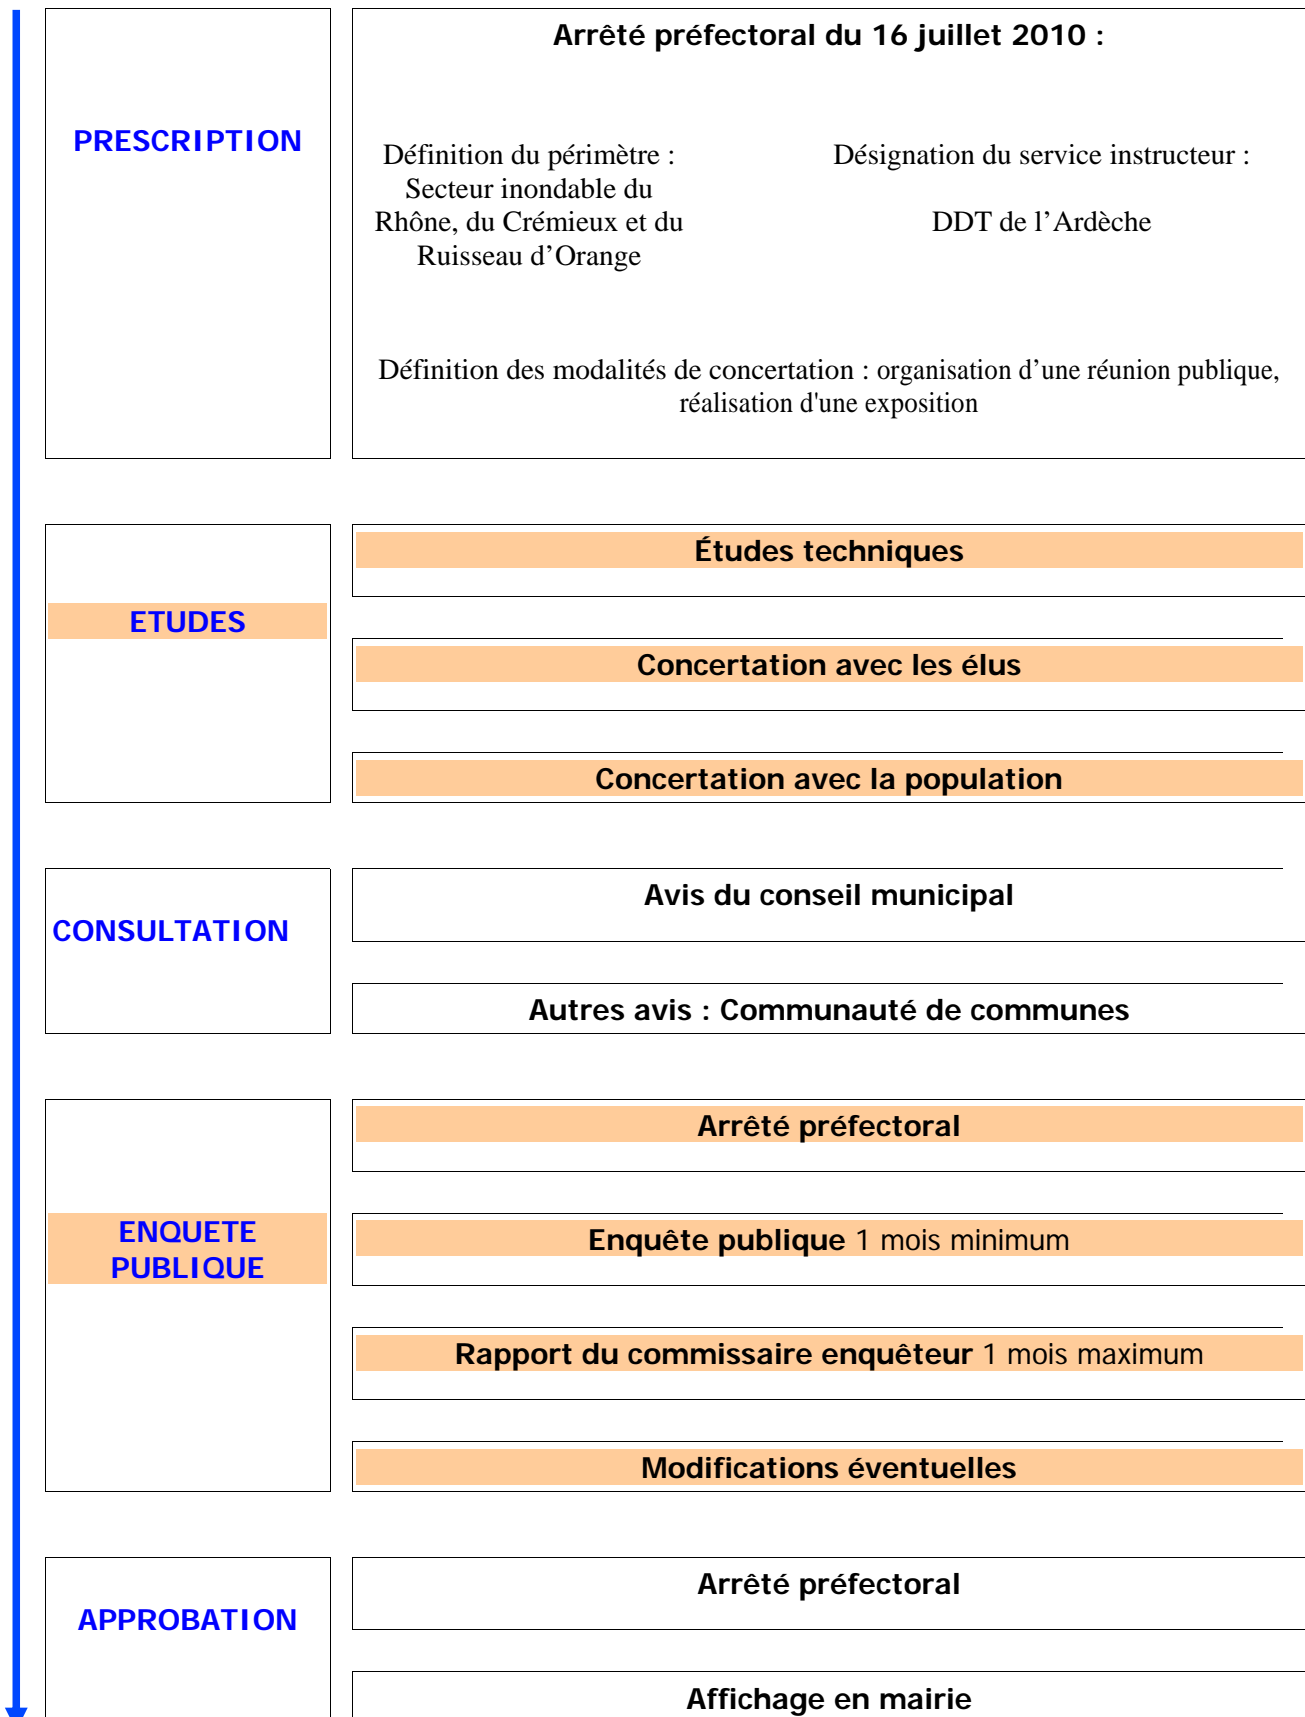 PRESCRIPTION
Arrêté préfectoral du 16 juillet 2010 :
Définition du périmètre :
Secteur inondable du
Rhône, du Crémieux et du
Ruisseau d’Orange
Désignation du service instructeur :
DDT de l’Ardèche
Définition des modalités de concertation : organisation d’une réunion publique,
réalisation d'une exposition
ETUDES
Études techniques
Concertation avec les élus
Concertation avec la population
CONSULTATION
Avis du conseil municipal
Autres avis : Communauté de communes
ENQUETE
PUBLIQUE
Arrêté préfectoral
Enquête publique 1 mois minimum
Rapport du commissaire enquêteur 1 mois maximum
Modifications éventuelles
APPROBATION
Arrêté préfectoral
Affichage en mairie